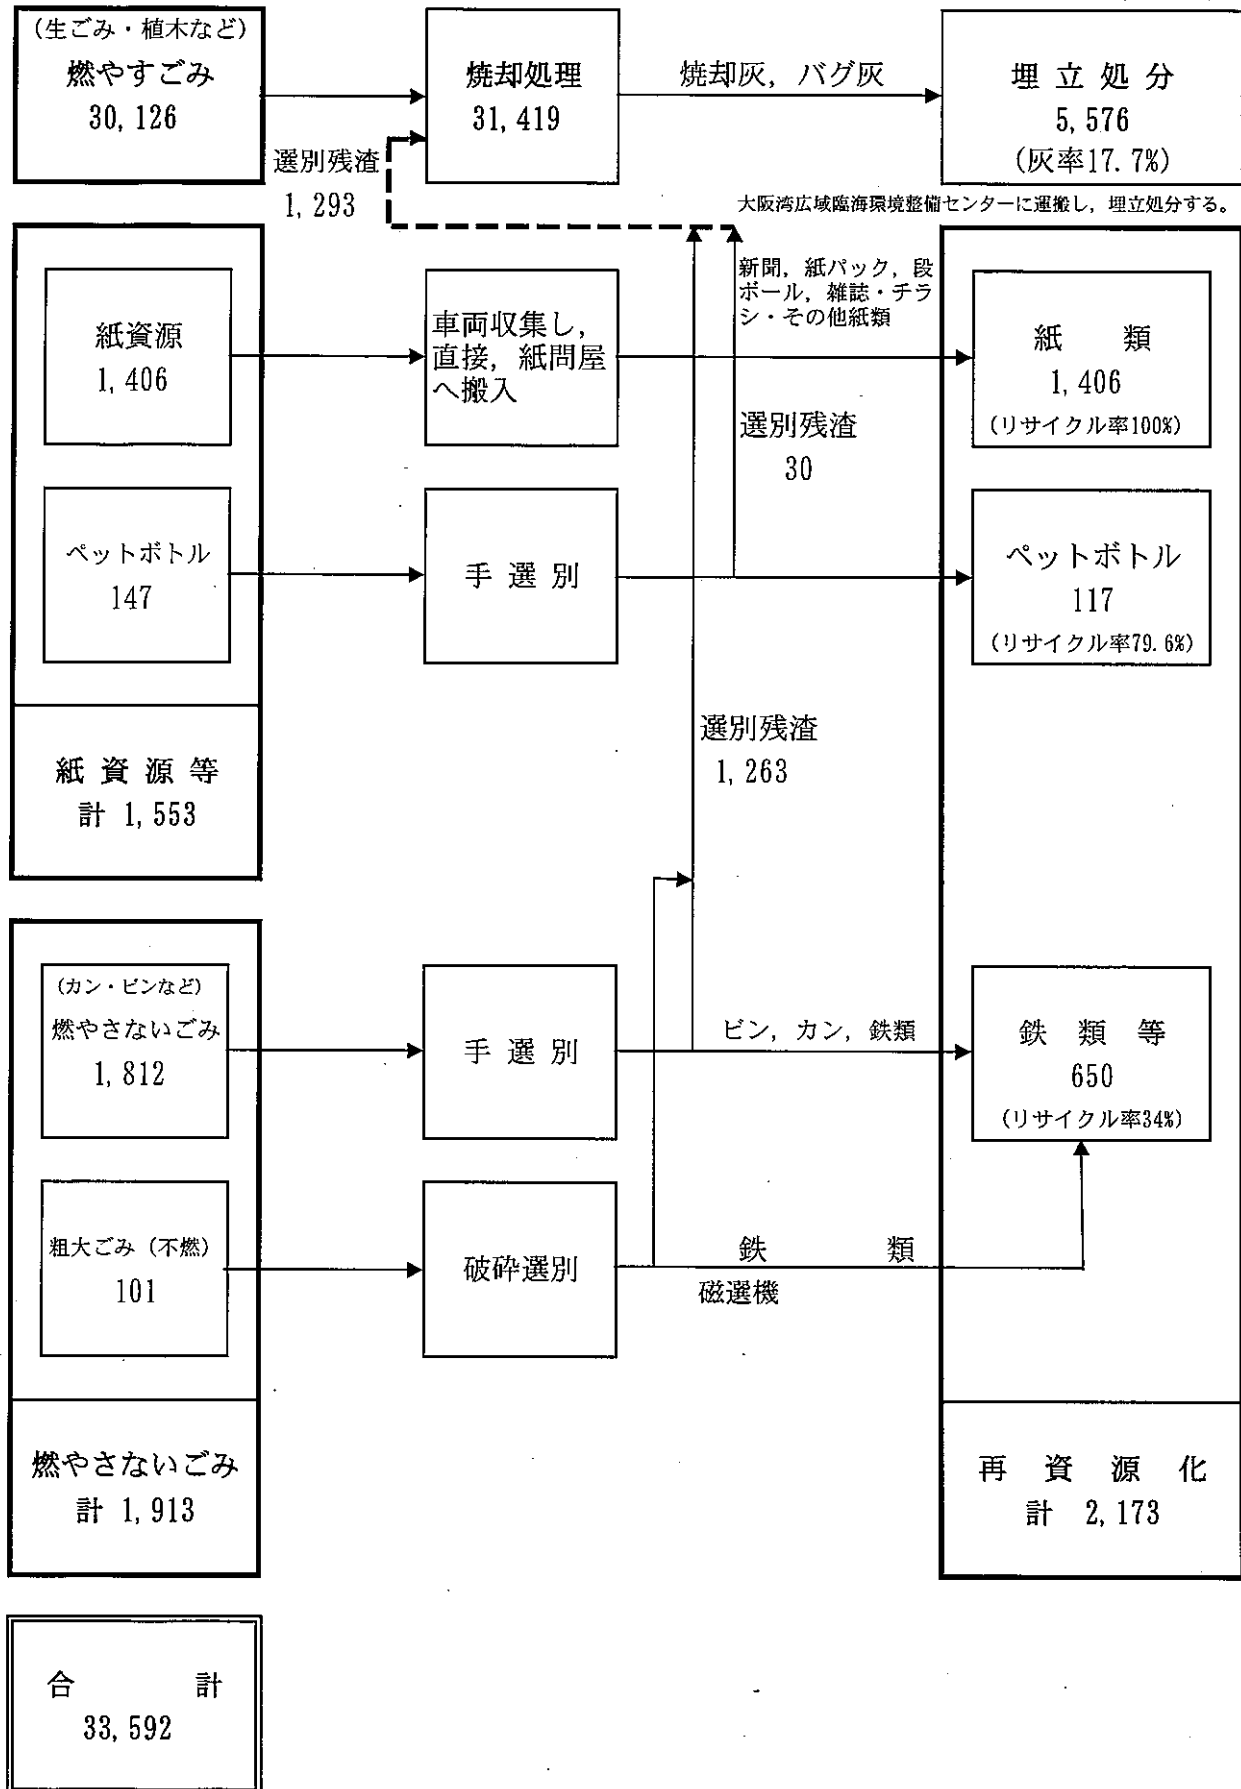 (生ごみ・植木など)
燃やすごみ
30,126
焼却処理
31,419
焼却灰，バグ灰
埋立処分
5,576
(灰率17.7%)
選別残渣
1,293
大阪湾広域臨海環境整備センターに運搬し，埋立処分する。
紙資源
1,406
車両収集し，
直接，紙問屋
へ搬入
新聞，紙パック，段
ボール，雑誌・チラ
シ・その他紙類
紙類
1,406
(リサイクル率100%)
選別残渣
30
ペットボトル
147
手選別
ペットボトル
117
(リサイクル率79.6%)
選別残渣
1,263
紙資源等
計 1,553
(カン・ビンなど)
燃やさないごみ
1,812
手選別
ビン，カン，鉄類
鉄類等
650
(リサイクル率34%)
粗大ごみ（不燃）
101
破砕選別
鉄類
磁選機
燃やさないごみ
計 1,913
再資源化
計 2,173
合計
33,592